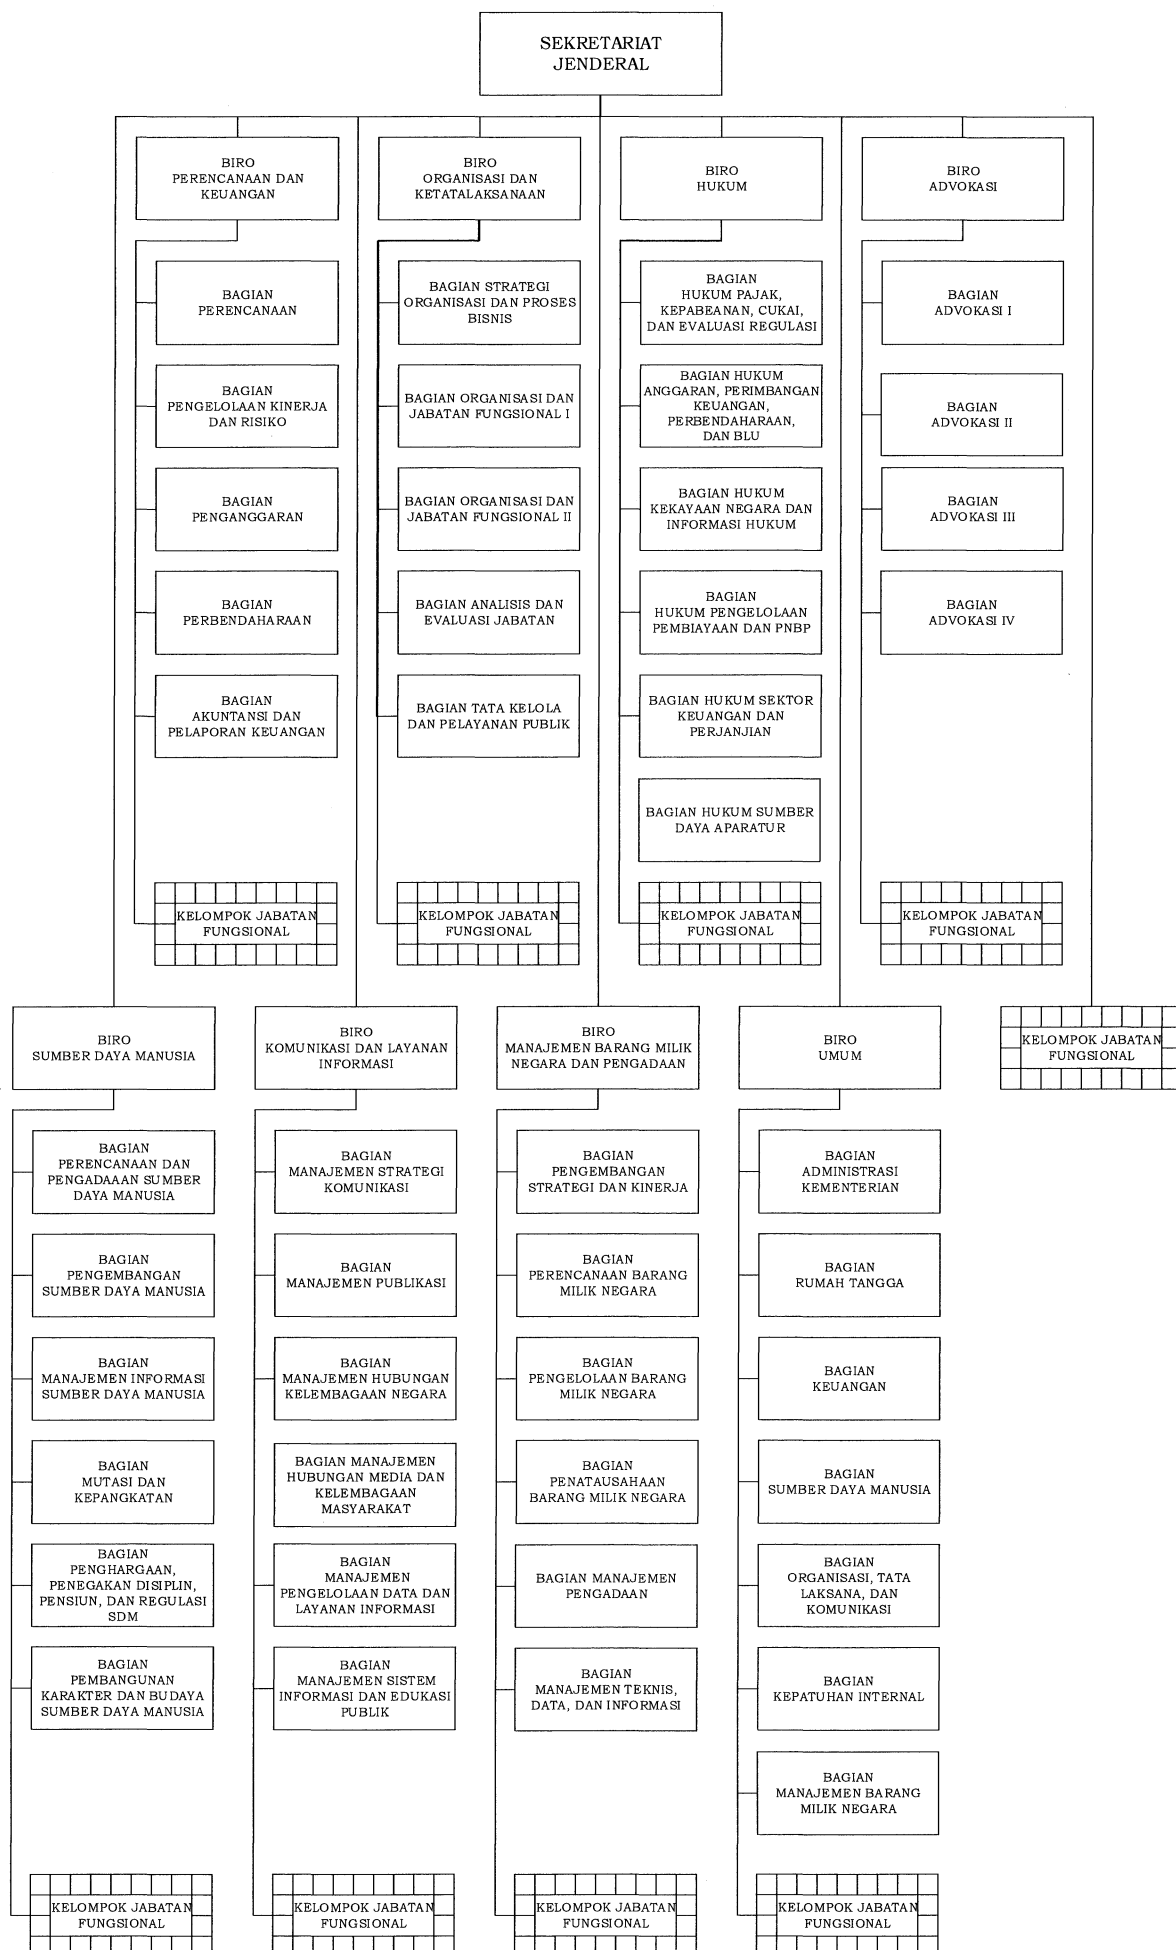 SEKRETARIAT
JENDERAL
BIRO
PERENCANAAN DAN
KEUANGAN
BAGIAN
PERENCANAAN
BAGIAN
PENGELOLAAN KINERJA
DAN RISIKO
BAGIAN
PENGANGGARAN
BAGIAN
PERBENDAHARAAN
BAGIAN
AKUNTANSI DAN
PELAPORAN KEUANGAN
KELOMPOK JABATAN
FUNGSIONAL
BIRO
ORGANISASI DAN
KETATALAKSANAAN
BAGIAN STRATEGI
ORGANISASI DAN PROSES
BISNIS
BAGIAN ORGANISASI DAN
JABATAN FUNGSIONAL I
BAGIAN ORGANISASI DAN
JABATAN FUNGSIONAL II
BAGIAN ANALISIS DAN
EVALUASI JABATAN
BAGIAN TATA KELOLA
DAN PELAYANAN PUBLIK
KELOMPOK JABATAN
FUNGSIONAL
BIRO
HUKUM
BAGIAN
HUKUM PAJAK,
KEPABEANAN, CUKAI,
DAN EVALUASI REGULASI
BAGIAN HUKUM
ANGGARAN, PERIMBANGAN
KEUANGAN,
PERBENDAHARAAN,
DAN BLU
BAGIAN HUKUM
KEKAYAAN NEGARA DAN
INFORMASI HUKUM
BAGIAN
HUKUM PENGELOLAAN
PEMBIAYAAN DAN PNBP
BAGIAN HUKUM SEKTOR
KEUANGAN DAN
PERJANJIAN
BAGIAN HUKUM SUMBER
DAYA APARATUR
KELOMPOK JABATAN
FUNGSIONAL
BIRO
ADVOKASI
BAGIAN
ADVOKASI I
BAGIAN
ADVOKASI II
BAGIAN
ADVOKASI III
BAGIAN
ADVOKASI IV
KELOMPOK JABATAN
FUNGSIONAL
BIRO
SUMBER DAYA MANUSIA
BAGIAN
PERENCANAAN DAN
PENGADAAAN SUMBER
DAYA MANUSIA
BAGIAN
PENGEMBANGAN
SUMBER DAYA MANUSIA
BAGIAN
MANAJEMEN INFORMASI
SUMBER DAYA MANUSIA
BAGIAN
MUTASI DAN
KEPANGKATAN
BAGIAN
PENGHARGAAN,
PENEGAKAN DISIPLIN,
PENSIUN, DAN REGULASI
SDM
BAGIAN
PEMBANGUNAN
KARAKTER DAN BUDAYA
SUMBER DAYA MANUSIA
KELOMPOK JABATAN
FUNGSIONAL
BIRO
KOMUNIKASI DAN LAYANAN
INFORMASI
BAGIAN
MANAJEMEN STRATEGI
KOMUNIKASI
BAGIAN
MANAJEMEN PUBLIKASI
BAGIAN
MANAJEMEN HUBUNGAN
KELEMBAGAAN NEGARA
BAGIAN MANAJEMEN
HUBUNGAN MEDIA DAN
KELEMBAGAAN
MASYARAKAT
BAGIAN
MANAJEMEN
PENGELOLAAN DATA DAN
LAYANAN INFORMASI
BAGIAN
MANAJEMEN SISTEM
INFORMASI DAN EDUKASI
PUBLIK
KELOMPOK JABATAN
FUNGSIONAL
BIRO
MANAJEMEN BARANG MILIK
NEGARA DAN PENGADAAN
BAGIAN
PENGEMBANGAN
STRATEGI DAN KINERJA
BAGIAN
PERENCANAAN BARANG
MILIK NEGARA
BAGIAN
PENGELOLAAN BARANG
MILIK NEGARA
BAGIAN
PENATAUSAHAAN
BARANG MILIK NEGARA
BAGIAN MANAJEMEN
PENGADAAN
BAGIAN
MANAJEMEN TEKNIS,
DATA, DAN INFORMASI
KELOMPOK JABATAN
FUNGSIONAL
BIRO
UMUM
BAGIAN
ADMINISTRASI
KEMENTERIAN
BAGIAN
RUMAH TANGGA
BAGIAN
KEUANGAN
BAGIAN
SUMBER DAYA MANUSIA
BAGIAN
ORGANISASI, TATA
LAKSANA, DAN
KOMUNIKASI
BAGIAN
KEPATUHAN INTERNAL
BAGIAN
MANAJEMEN BARANG
MILIK NEGARA
KELOMPOK JABATAN
FUNGSIONAL
KELOMPOK JABATAN
FUNGSIONAL